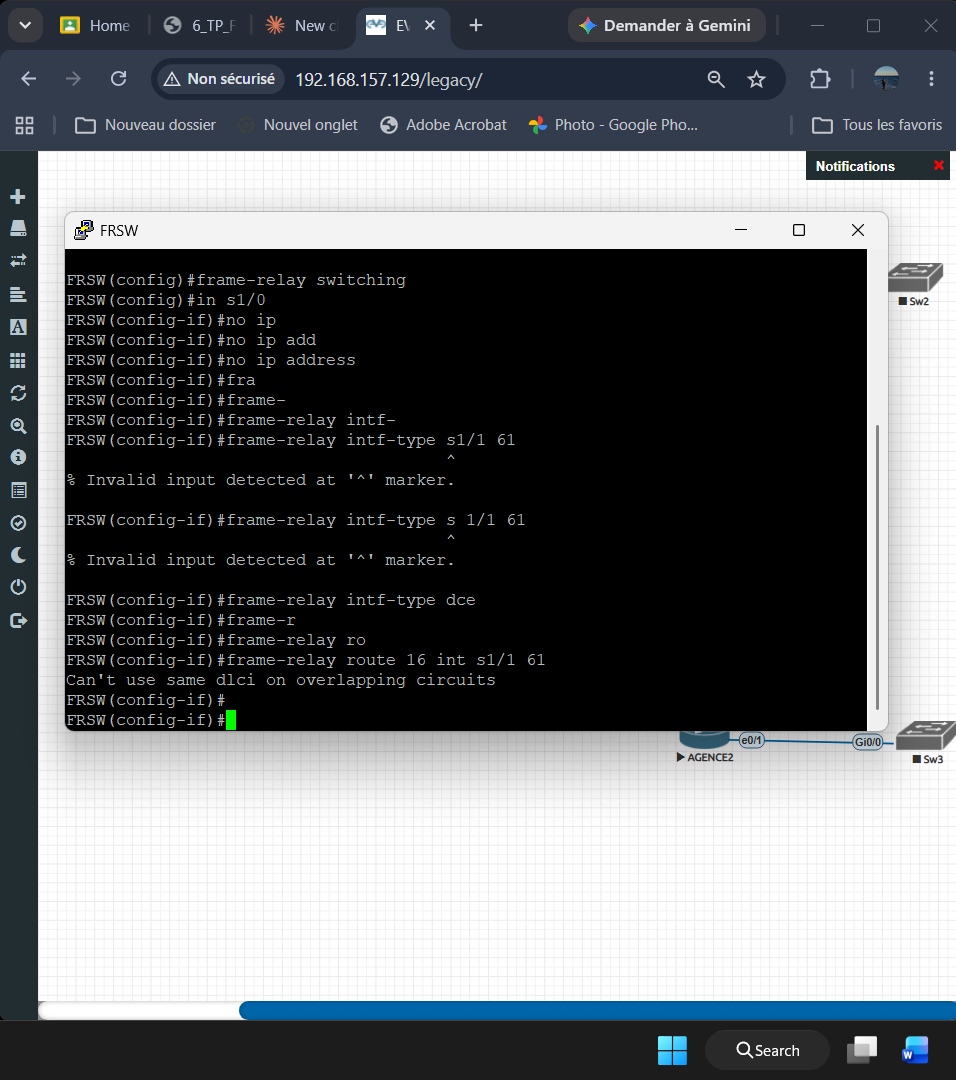 Home
6_TP_F
New c
EV
Demander à Gemini
Non sécurisé
192.168.157.129/legacy/
Nouveau dossier
Nouvel onglet
Adobe Acrobat
Photo - Google Pho...
Tous les favoris
Notifications
FRSW
FRSW(config)#frame-relay switching
FRSW(config)#in s1/0
FRSW(config-if)#no ip
FRSW(config-if)#no ip add
FRSW(config-if)#no ip address
FRSW(config-if)#fra
FRSW(config-if)#frame-
FRSW(config-if)#frame-relay intf-
FRSW(config-if)#frame-relay intf-type s1/1 61
^
% Invalid input detected at '^' marker.
FRSW(config-if)#frame-relay intf-type s 1/1 61
^
% Invalid input detected at '^' marker.
FRSW(config-if)#frame-relay intf-type dce
FRSW(config-if)#frame-r
FRSW(config-if)#frame-relay ro
FRSW(config-if)#frame-relay route 16 int s1/1 61
Can't use same dlci on overlapping circuits
FRSW(config-if)#
FRSW(config-if)#
Sw2
e0/1
Gi0/0
AGENCE2
Sw3
Search